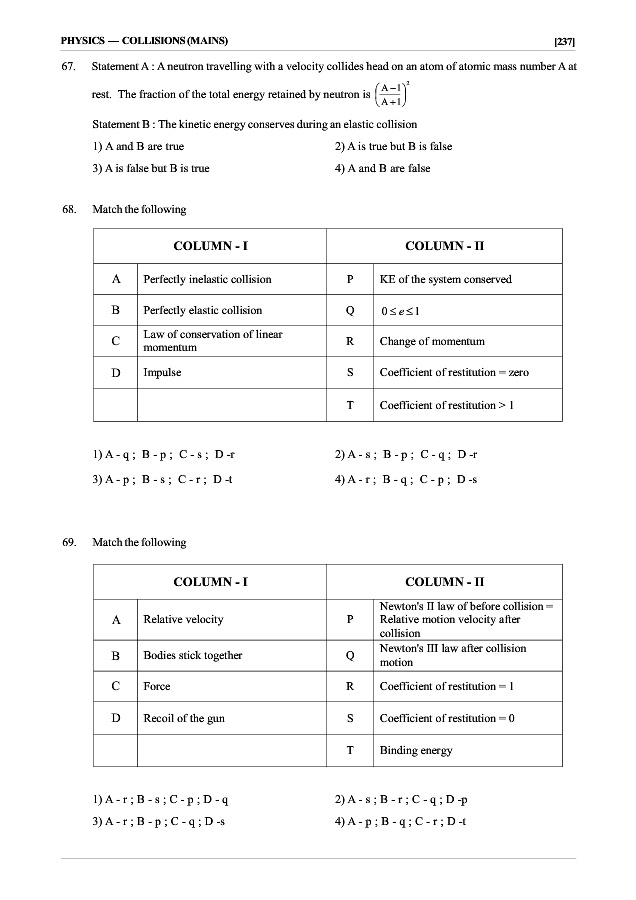 PHYSICS — COLLISIONS (MAINS) [237]
67. Statement A : A neutron travelling with a velocity collides head on an atom of atomic mass number A at
rest. The fraction of the total energy retained by neutron is ((A−1)/(A+1))²
Statement B : The kinetic energy conserves during an elastic collision
1) A and B are true 2) A is true but B is false
3) A is false but B is true 4) A and B are false
68. Match the following
COLUMN - I COLUMN - II
A Perfectly inelastic collision P KE of the system conserved
B Perfectly elastic collision Q 0 ≤ e ≤ 1
C Law of conservation of linear
momentum R Change of momentum
D Impulse S Coefficient of restitution = zero
T Coefficient of restitution > 1
1) A - q ; B - p ; C - s ; D -r 2) A - s ; B - p ; C - q ; D -r
3) A - p ; B - s ; C - r ; D -t 4) A - r ; B - q ; C - p ; D -s
69. Match the following
COLUMN - I COLUMN - II
A Relative velocity P Newton's II law of before collision =
Relative motion velocity after
collision
B Bodies stick together Q Newton's III law after collision
motion
C Force R Coefficient of restitution = 1
D Recoil of the gun S Coefficient of restitution = 0
T Binding energy
1) A - r ; B - s ; C - p ; D - q 2) A - s ; B - r ; C - q ; D -p
3) A - r ; B - p ; C - q ; D -s 4) A - p ; B - q ; C - r ; D -t